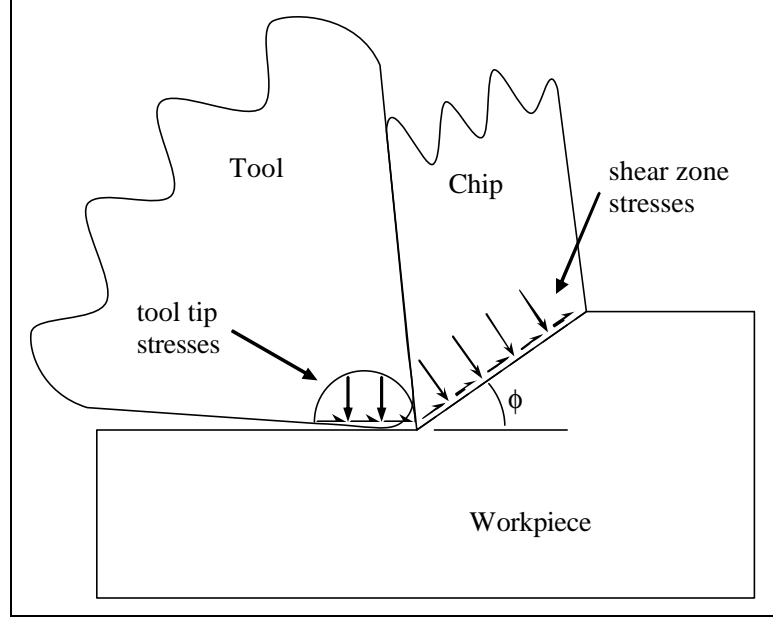 Tool
Chip
shear zone
stresses
tool tip
stresses
ϕ
Workpiece